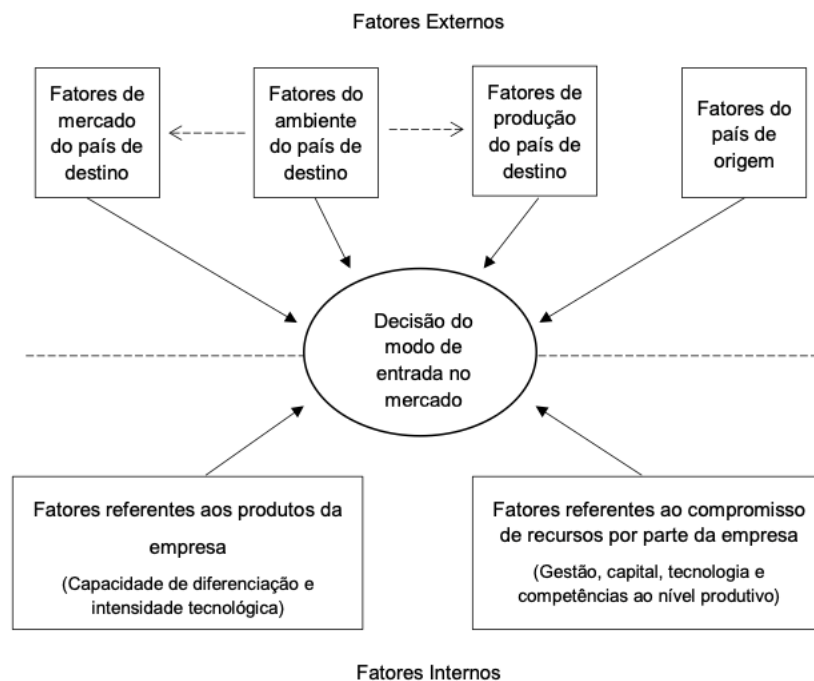 Fatores Externos
Fatores de
mercado
do país de
destino
Fatores do
ambiente
do país de
destino
Fatores de
produção
do país de
destino
Fatores do
país de
origem
Decisão do
modo de
entrada no
mercado
Fatores referentes aos produtos da
empresa
(Capacidade de diferenciação e
intensidade tecnológica)
Fatores referentes ao compromisso
de recursos por parte da empresa
(Gestão, capital, tecnologia e
competências ao nível produtivo)
Fatores Internos